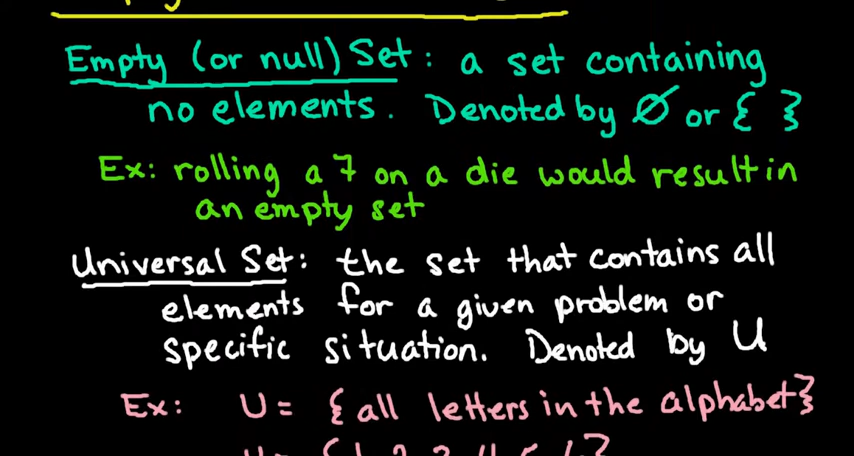 Empty (or null) Set: a set containing
no elements. Denoted by Ø or { }
Ex: rolling a 7 on a die would result in
an empty set
Universal Set: the set that contains all
elements for a given problem or
specific situation. Denoted by U
Ex: U = {all letters in the alphabet}